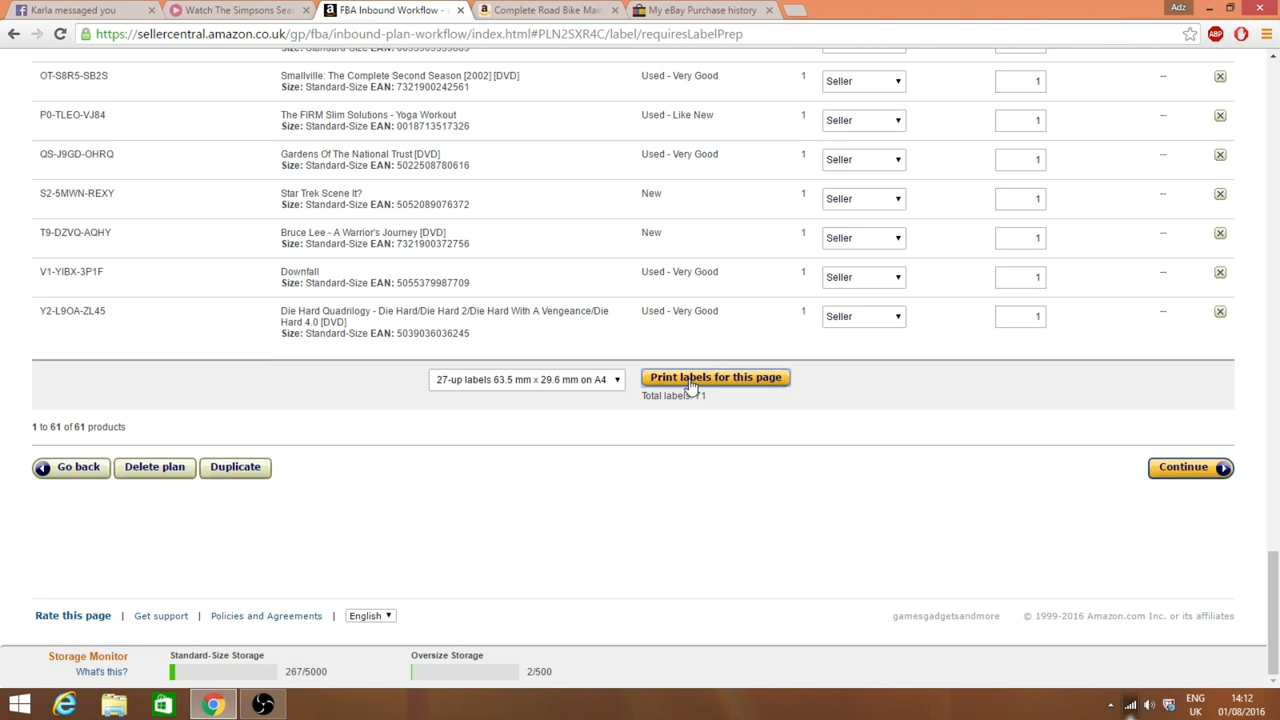 Karla messaged you
Watch The Simpsons Seas
FBA Inbound Workflow -
Complete Road Bike Main
My eBay Purchase history
Adz
https://sellercentral.amazon.co.uk/gp/fba/inbound-plan-workflow/index.html#PLN2SXR4C/label/requiresLabelPrep
ABP
OT-S8R5-SB2S Smallville: The Complete Second Season [2002] [DVD] Used - Very Good 1 Seller 1 --
Size: Standard-Size EAN: 7321900242561
P0-TLEO-VJ84 The FIRM Slim Solutions - Yoga Workout Used - Like New 1 Seller 1 --
Size: Standard-Size EAN: 0018713517326
QS-J9GD-OHRQ Gardens Of The National Trust [DVD] Used - Very Good 1 Seller 1 --
Size: Standard-Size EAN: 5022508780616
S2-5MWN-REXY Star Trek Scene It? New 1 Seller 1 --
Size: Standard-Size EAN: 5052089076372
T9-DZVQ-AQHY Bruce Lee - A Warrior's Journey [DVD] New 1 Seller 1 --
Size: Standard-Size EAN: 7321900372756
V1-YIBX-3P1F Downfall Used - Very Good 1 Seller 1 --
Size: Standard-Size EAN: 5055379987709
Y2-L9OA-ZL45 Die Hard Quadrilogy - Die Hard/Die Hard 2/Die Hard With A Vengeance/Die Used - Very Good 1 Seller 1 --
Hard 4.0 [DVD]
Size: Standard-Size EAN: 5039036036245
27-up labels 63.5 mm x 29.6 mm on A4 Print labels for this page
Total labels: 71
1 to 61 of 61 products
Go back Delete plan Duplicate Continue
Rate this page | Get support | Policies and Agreements | English gamesgadgetsandmore © 1999-2016 Amazon.com Inc. or its affiliates
Storage Monitor Standard-Size Storage Oversize Storage
What's this? 267/5000 2/500
ENG 14:12
UK 01/08/2016